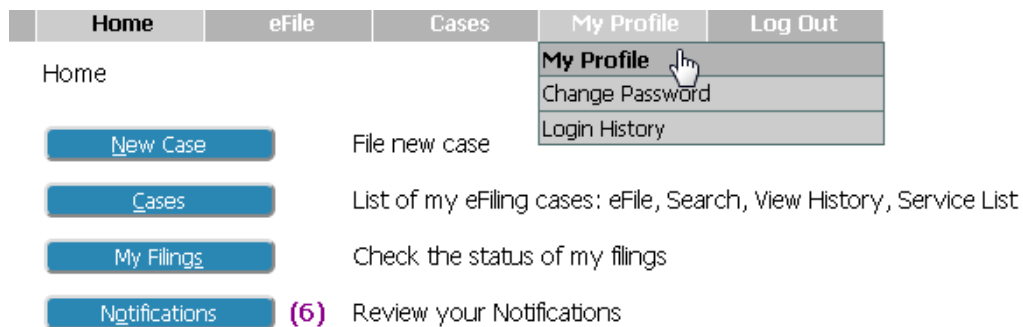 Home eFile Cases My Profile Log Out
My Profile
Home
Change Password
Login History
New Case File new case
Cases List of my eFiling cases: eFile, Search, View History, Service List
My Filings Check the status of my filings
Notifications (6) Review your Notifications